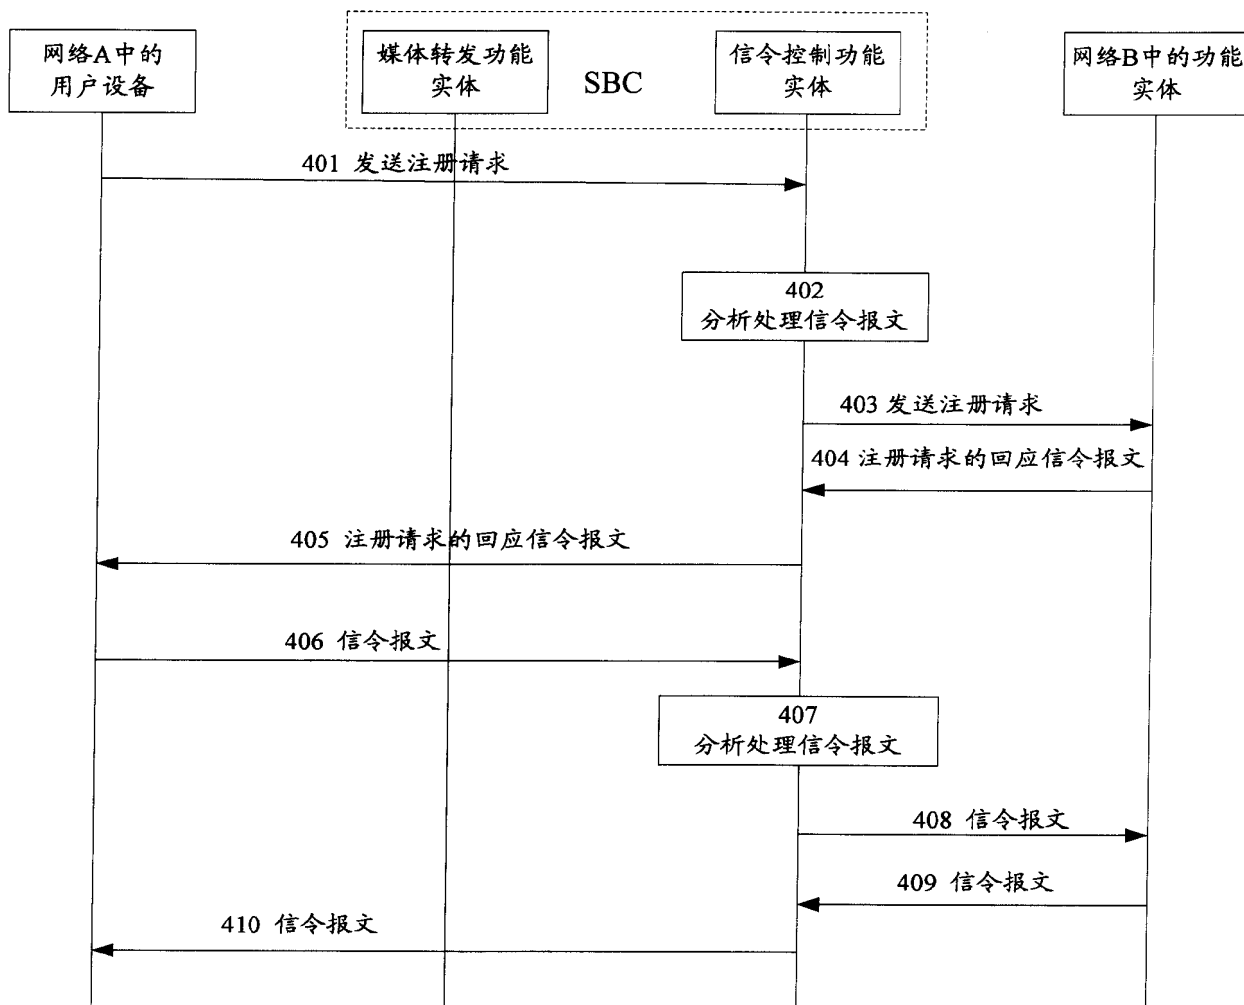 网络A中的
用户设备
媒体转发功能
实体
SBC
信令控制功能
实体
网络B中的功能
实体
401 发送注册请求
402
分析处理信令报文
403 发送注册请求
404 注册请求的回应信令报文
405 注册请求的回应信令报文
406 信令报文
407
分析处理信令报文
408 信令报文
409 信令报文
410 信令报文